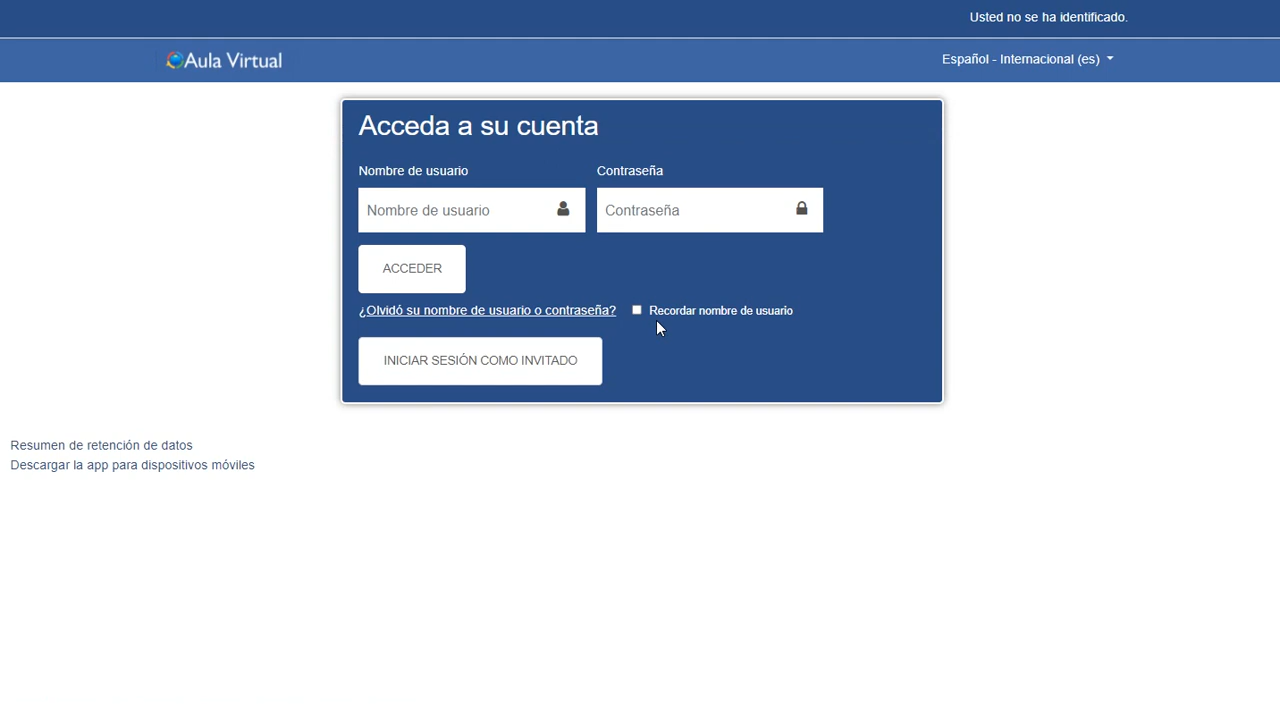 Usted no se ha identificado.
Aula Virtual
Español - Internacional (es)
Acceda a su cuenta
Nombre de usuario
Contraseña
Nombre de usuario
Contraseña
ACCEDER
¿Olvidó su nombre de usuario o contraseña?
Recordar nombre de usuario
INICIAR SESIÓN COMO INVITADO
Resumen de retención de datos
Descargar la app para dispositivos móviles